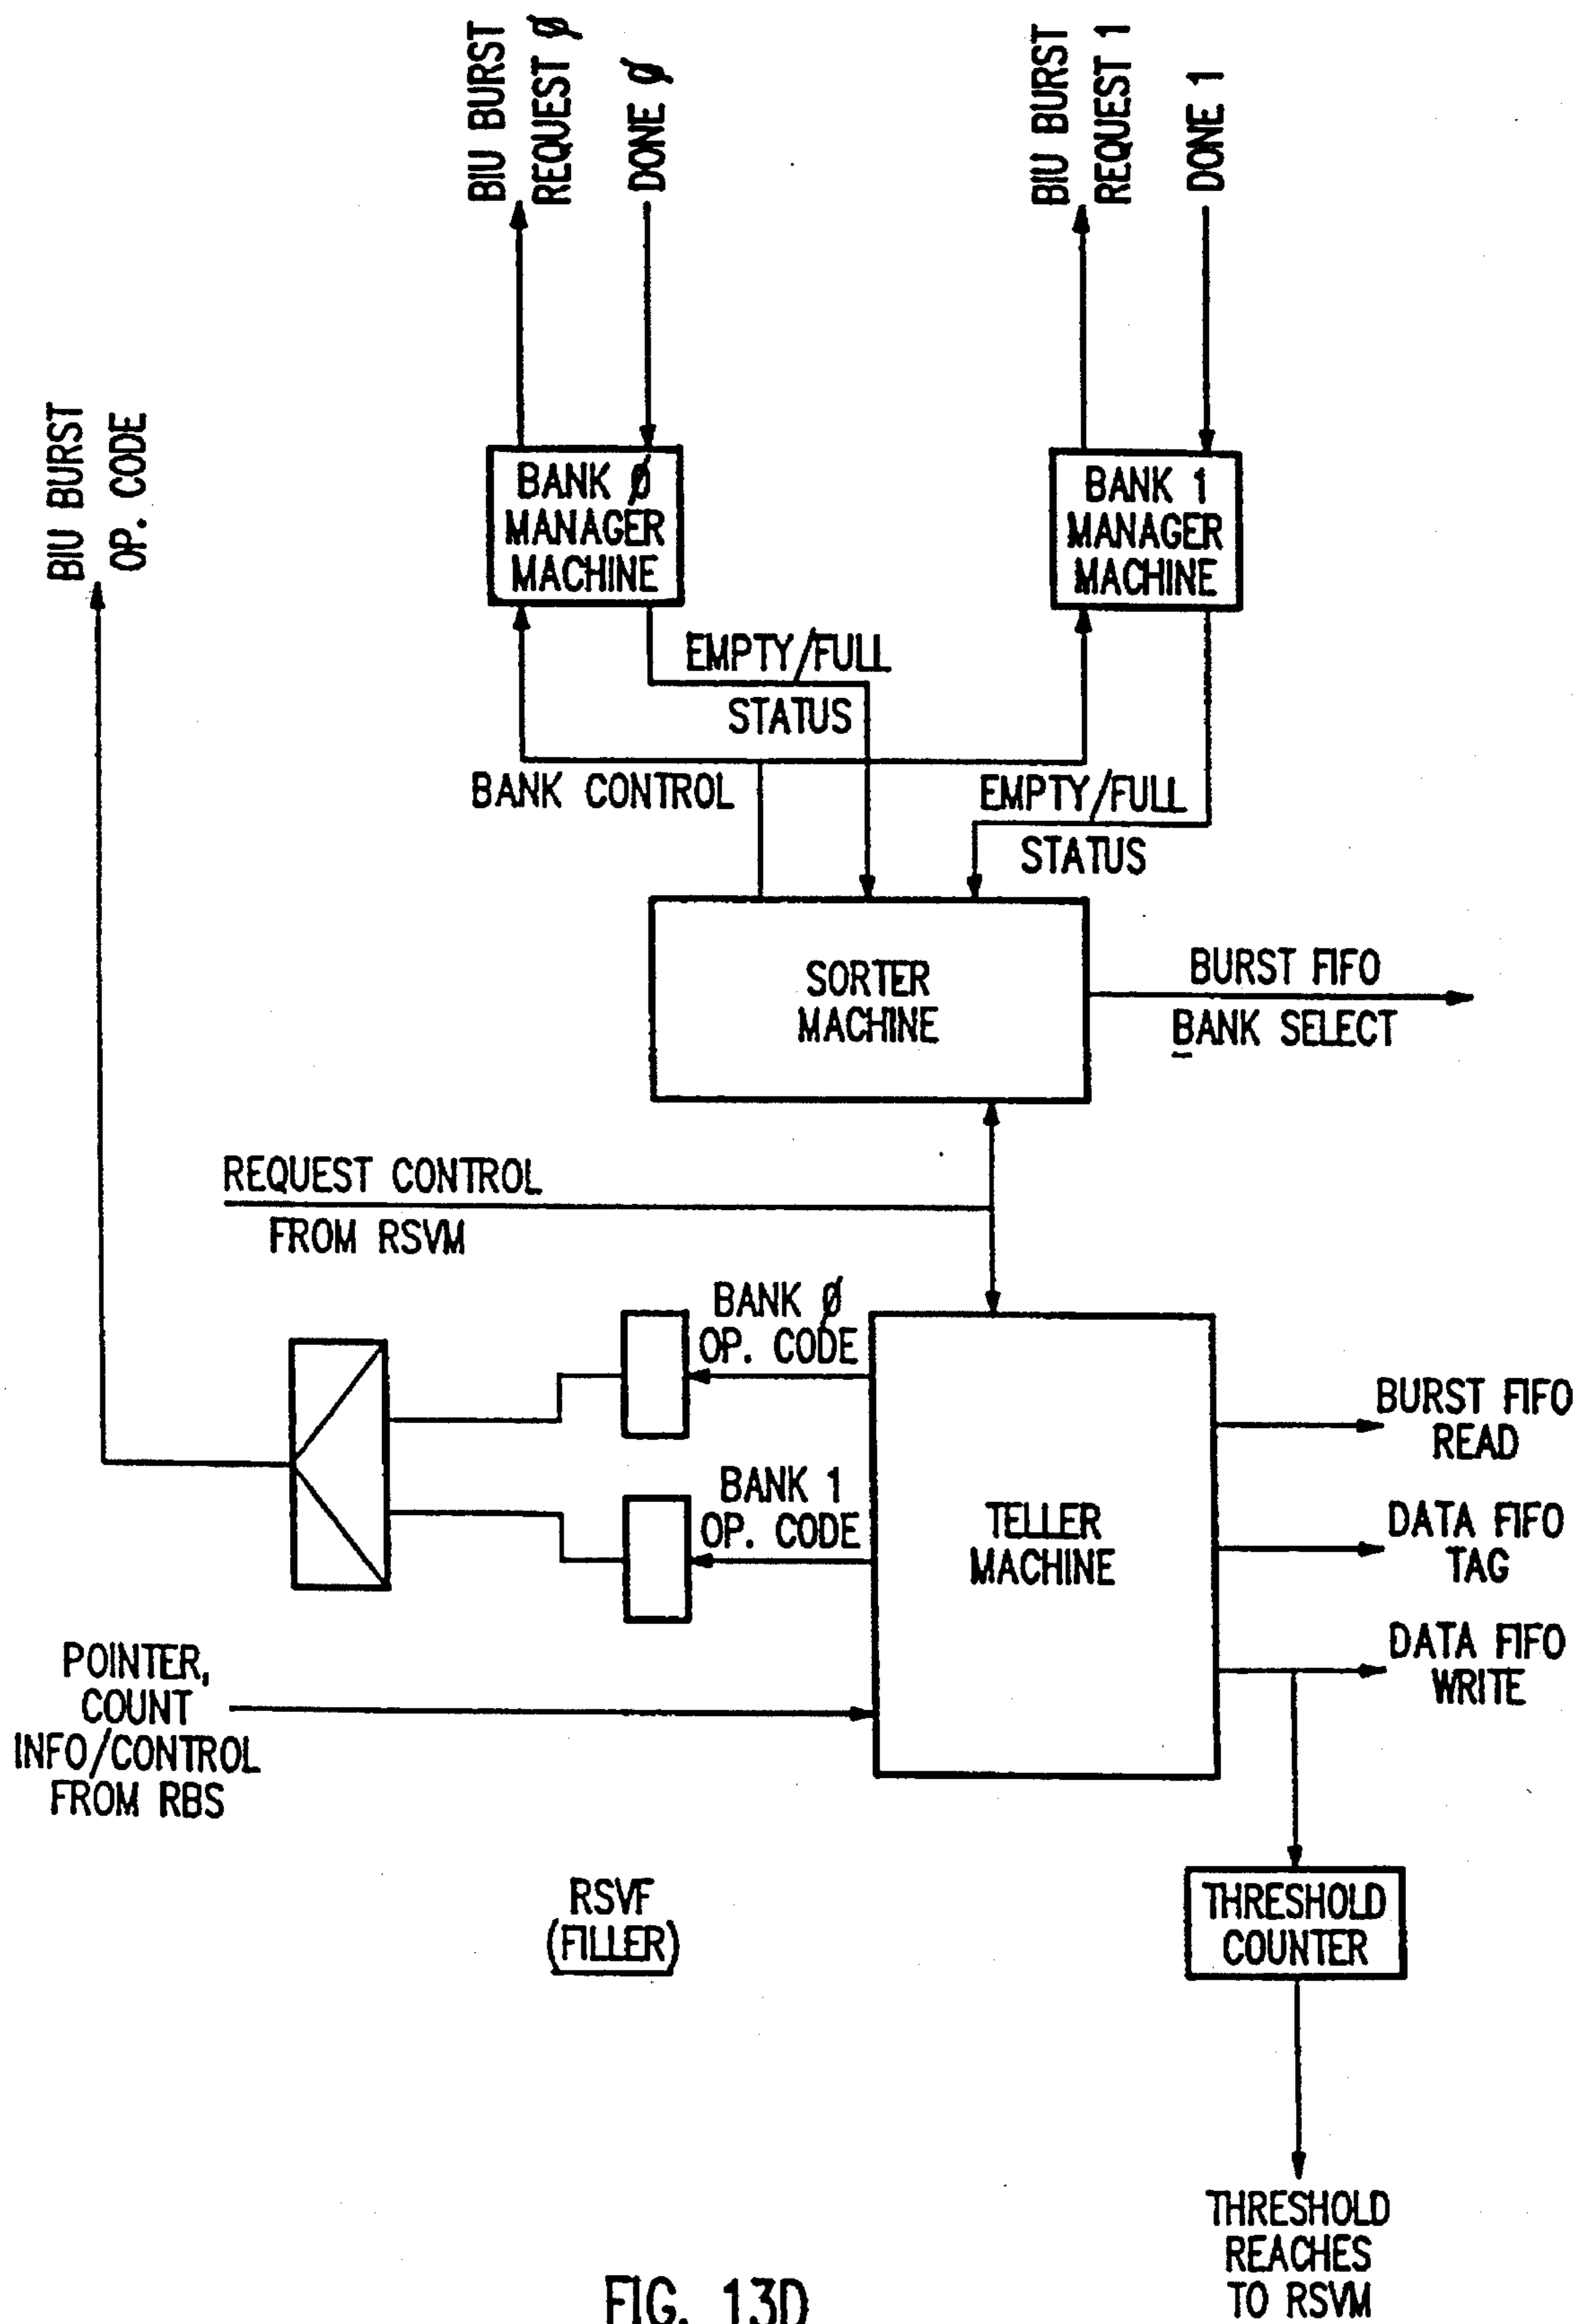 BIU BURST
REQUEST Ø
DONE Ø
BIU BURST
REQUEST 1
DONE 1
BIU BURST
OP. CODE
BANK Ø
MANAGER
MACHINE
BANK 1
MANAGER
MACHINE
EMPTY/FULL
STATUS
BANK CONTROL
EMPTY/FULL
STATUS
SORTER
MACHINE
BURST FIFO
BANK SELECT
REQUEST CONTROL
FROM RSVM
BANK Ø
OP. CODE
BANK 1
OP. CODE
TELLER
MACHINE
BURST FIFO
READ
DATA FIFO
TAG
DATA FIFO
WRITE
POINTER,
COUNT
INFO/CONTROL
FROM RBS
RSVF
(FILLER)
THRESHOLD
COUNTER
THRESHOLD
REACHES
TO RSVM
FIG. 13D